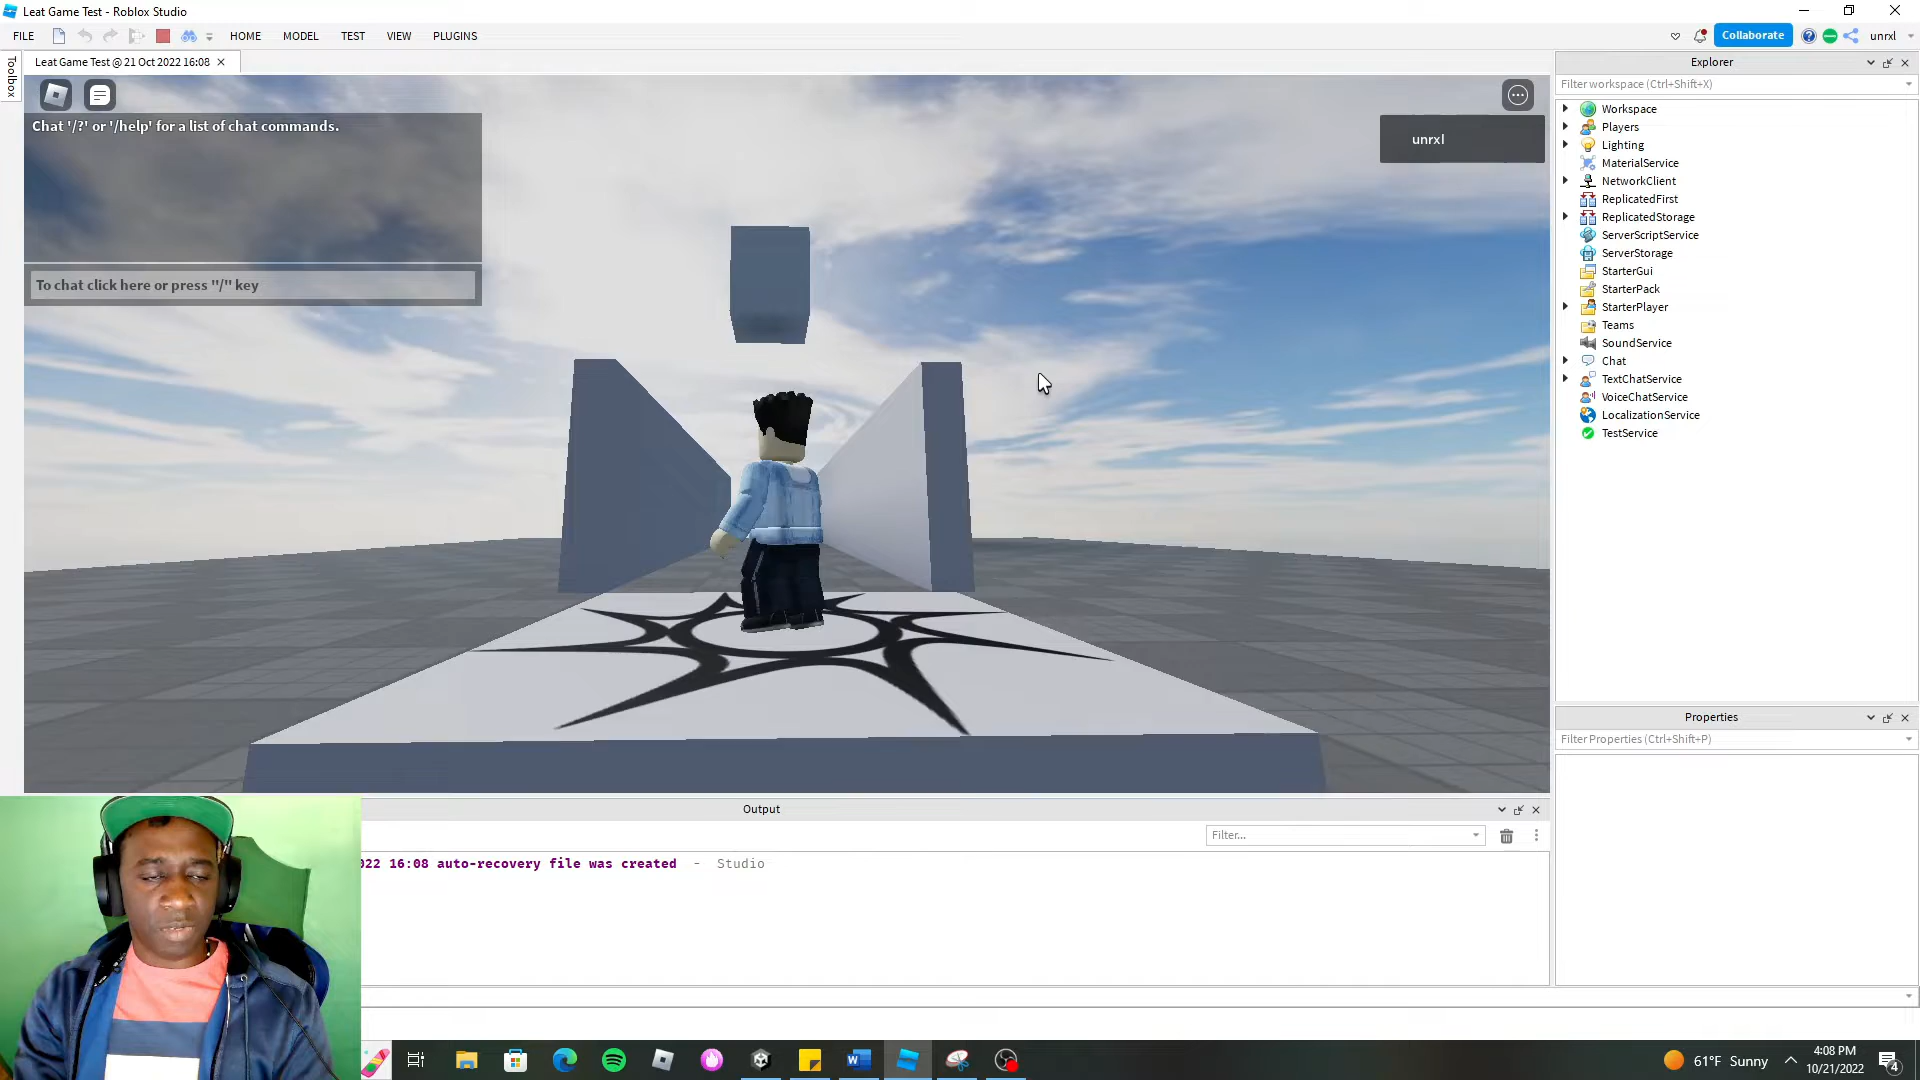 Leat Game Test - Roblox Studio
FILE HOME MODEL TEST VIEW PLUGINS Collaborate unrxl
Toolbox
Leat Game Test @ 21 Oct 2022 16:08
Chat '/?' or '/help' for a list of chat commands.
To chat click here or press "/" key
unrxl
Explorer
Filter workspace (Ctrl+Shift+X)
Workspace
Players
Lighting
MaterialService
NetworkClient
ReplicatedFirst
ReplicatedStorage
ServerScriptService
ServerStorage
StarterGui
StarterPack
StarterPlayer
Teams
SoundService
Chat
TextChatService
VoiceChatService
LocalizationService
TestService
Properties
Filter Properties (Ctrl+Shift+P)
Output
Filter...
022 16:08 auto-recovery file was created - Studio
61°F Sunny
4:08 PM
10/21/2022
4